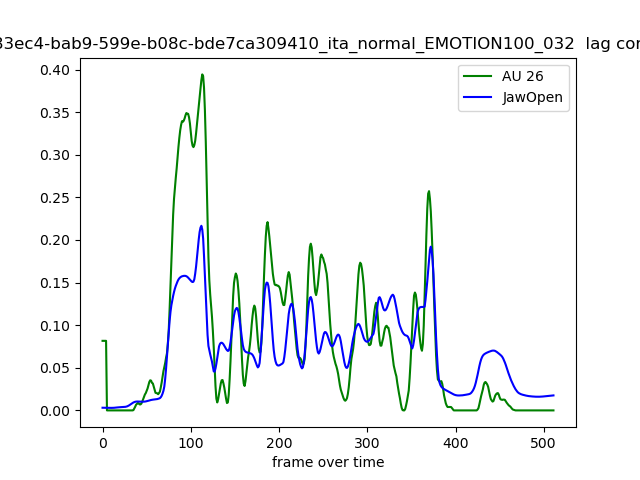 33ec4-bab9-599e-b08c-bde7ca309410_ita_normal_EMOTION100_032 lag cor
AU 26
JawOpen
0.40
0.35
0.30
0.25
0.20
0.15
0.10
0.05
0.00
0 100 200 300 400 500
frame over time